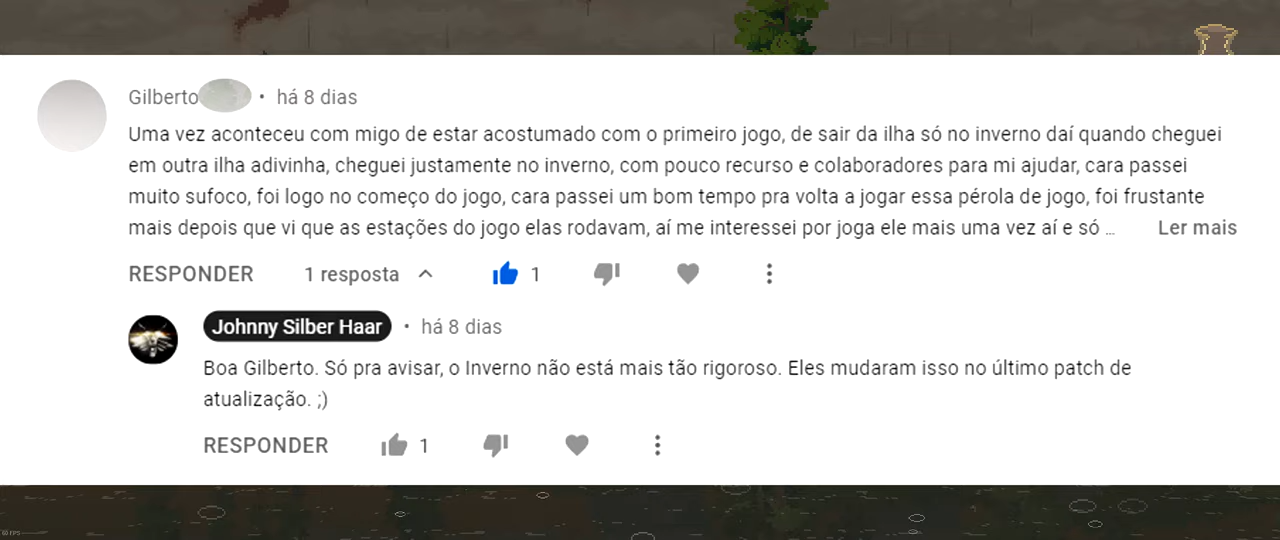 Gilberto • há 8 dias
Uma vez aconteceu com migo de estar acostumado com o primeiro jogo, de sair da ilha só no inverno daí quando cheguei
em outra ilha adivinha, cheguei justamente no inverno, com pouco recurso e colaboradores para mi ajudar, cara passei
muito sufoco, foi logo no começo do jogo, cara passei um bom tempo pra volta a jogar essa pérola de jogo, foi frustante
mais depois que vi que as estações do jogo elas rodavam, aí me interessei por joga ele mais uma vez aí e só ... Ler mais
RESPONDER 1 resposta 1
Johnny Silber Haar • há 8 dias
Boa Gilberto. Só pra avisar, o Inverno não está mais tão rigoroso. Eles mudaram isso no último patch de
atualização. ;)
RESPONDER 1
60 FPS